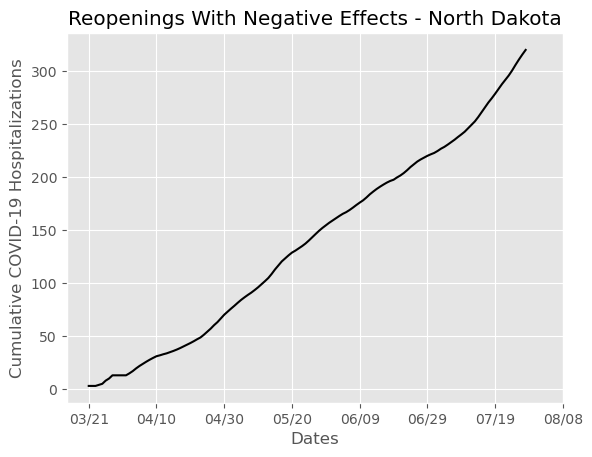 Reopenings With Negative Effects - North Dakota
Cumulative COVID-19 Hospitalizations
300
250
200
150
100
50
0
03/21 04/10 04/30 05/20 06/09 06/29 07/19 08/08
Dates